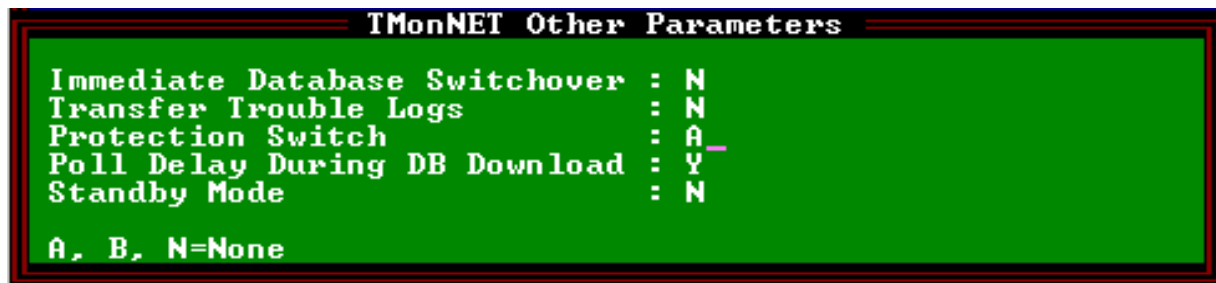 TMonNET Other Parameters
Immediate Database Switchover : N
Transfer Trouble Logs : N
Protection Switch : A_
Poll Delay During DB Download : Y
Standby Mode : N
A, B, N=None